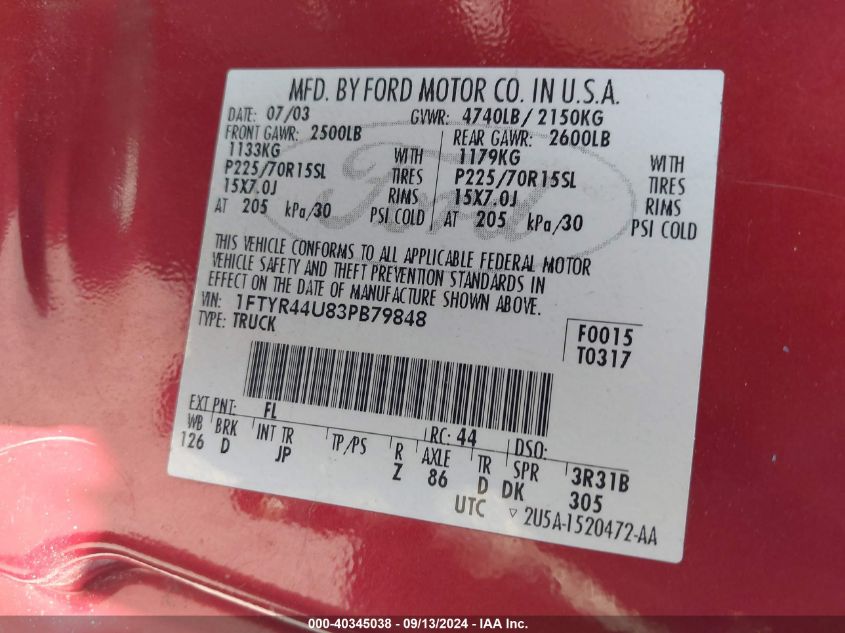 MFD. BY FORD MOTOR CO. IN U.S.A.
DATE: 07/03 GVWR: 4740LB/ 2150KG
FRONT GAWR: 2500LB REAR GAWR: 2600LB
1133KG WITH 1179KG WITH
P225/70R15SL TIRES P225/70R15SL TIRES
15X7.0J RIMS 15X7.0J RIMS
AT 205 kPa/30 PSI COLD AT 205 kPa/30 PSI COLD
Ford
THIS VEHICLE CONFORMS TO ALL APPLICABLE FEDERAL MOTOR
VEHICLE SAFETY AND THEFT PREVENTION STANDARDS IN
EFFECT ON THE DATE OF MANUFACTURE SHOWN ABOVE.
VIN: 1FTYR44U83PB79848
TYPE: TRUCK
F0015
T0317
EXT PNT: FL RC: 44 DSO:
WB BRK INT TR TP/PS R AXLE TR SPR 3R31B
126 D JP Z 86 D DK 305
UTC ▽ 2U5A-1520472-AA
000-40345038 - 09/13/2024 - IAA Inc.